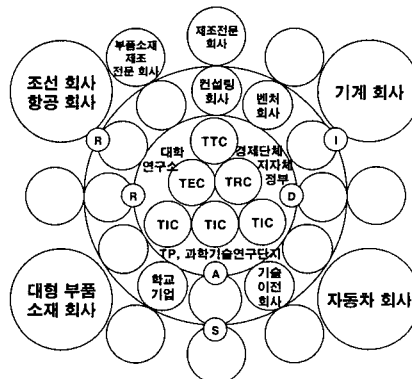 제조전문
회사
부품소재
제조
전문 회사
조선 회사
항공 회사
컨설팅
회사
벤처
회사
기계 회사
R
I
대학
연구소
TTC
경제단체
지자체
정부
TEC
TRC
R
D
TIC
TIC
TIC
TP, 과학기술연구단지
A
학교
기업
기술
이전
회사
대형 부품
소재 회사
자동차 회사
S